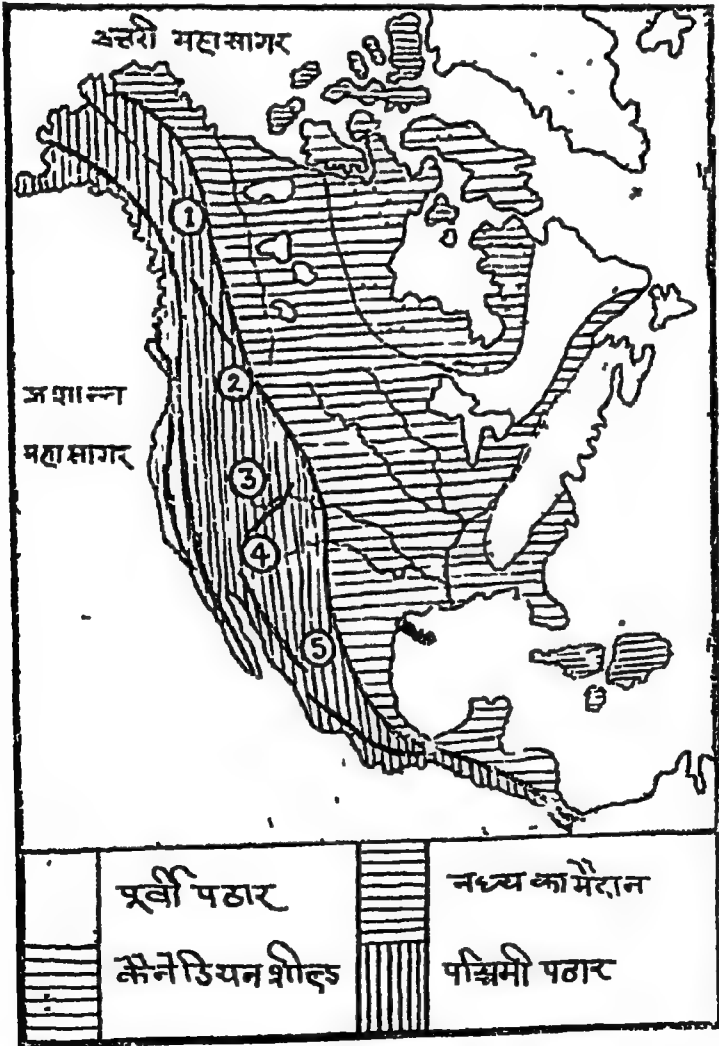 उत्तरी महासागर
1
2
प्रशान्त
महासागर
3
4
5
पूर्वी पठार
मध्य का मैदान
कैनेडियन शील्ड
पश्चिमी पठार